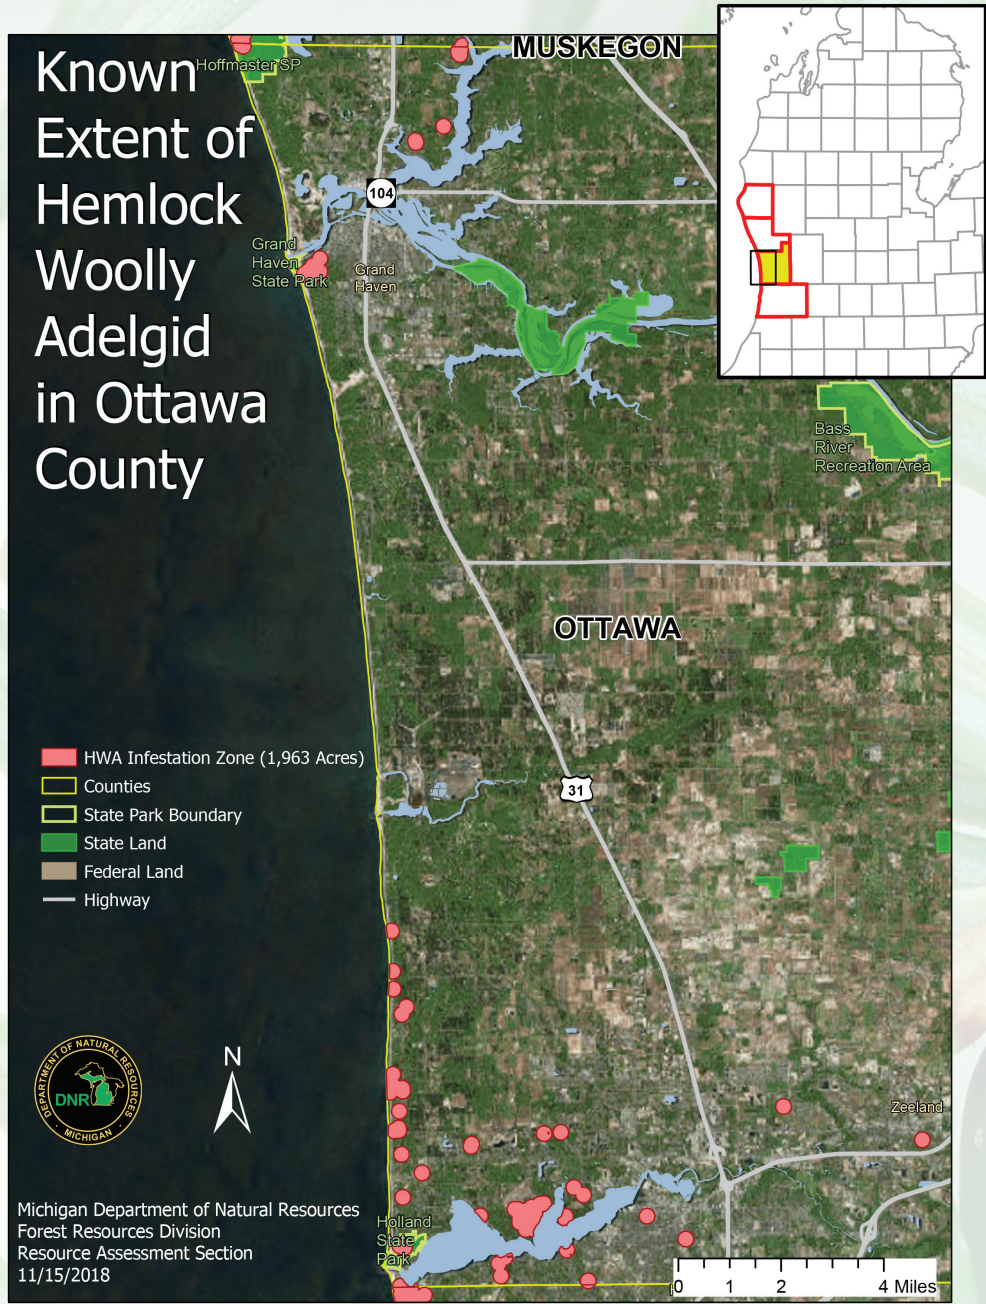 Known
Extent of
Hemlock
Woolly
Adelgid
in Ottawa
County
MUSKEGON
Hoffmaster SP
104
Grand
Haven
State Park
Grand
Haven
Bass
River
Recreation Area
OTTAWA
31
HWA Infestation Zone (1,963 Acres)
Counties
State Park Boundary
State Land
Federal Land
Highway
DEPARTMENT OF NATURAL RESOURCES
DNR
MICHIGAN
N
Zeeland
Holland
State
Park
Michigan Department of Natural Resources
Forest Resources Division
Resource Assessment Section
11/15/2018
0 1 2 4 Miles